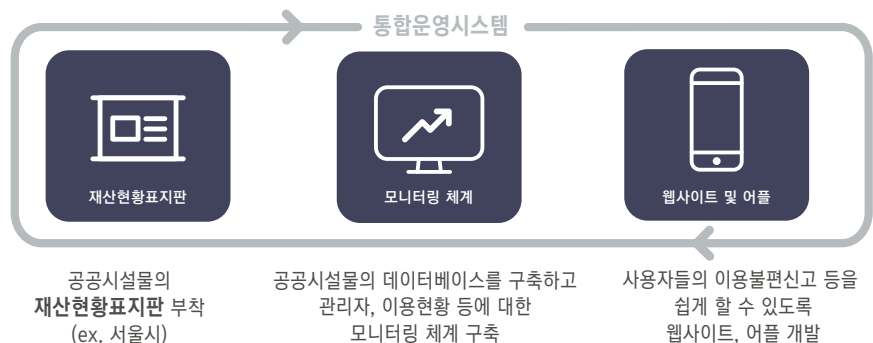 통합운영시스템
재산현황표지판
모니터링 체계
웹사이트 및 어플
공공시설물의
재산현황표지판 부착
(ex. 서울시)
공공시설물의 데이터베이스를 구축하고
관리자, 이용현황 등에 대한
모니터링 체계 구축
사용자들의 이용불편신고 등을
쉽게 할 수 있도록
웹사이트, 어플 개발